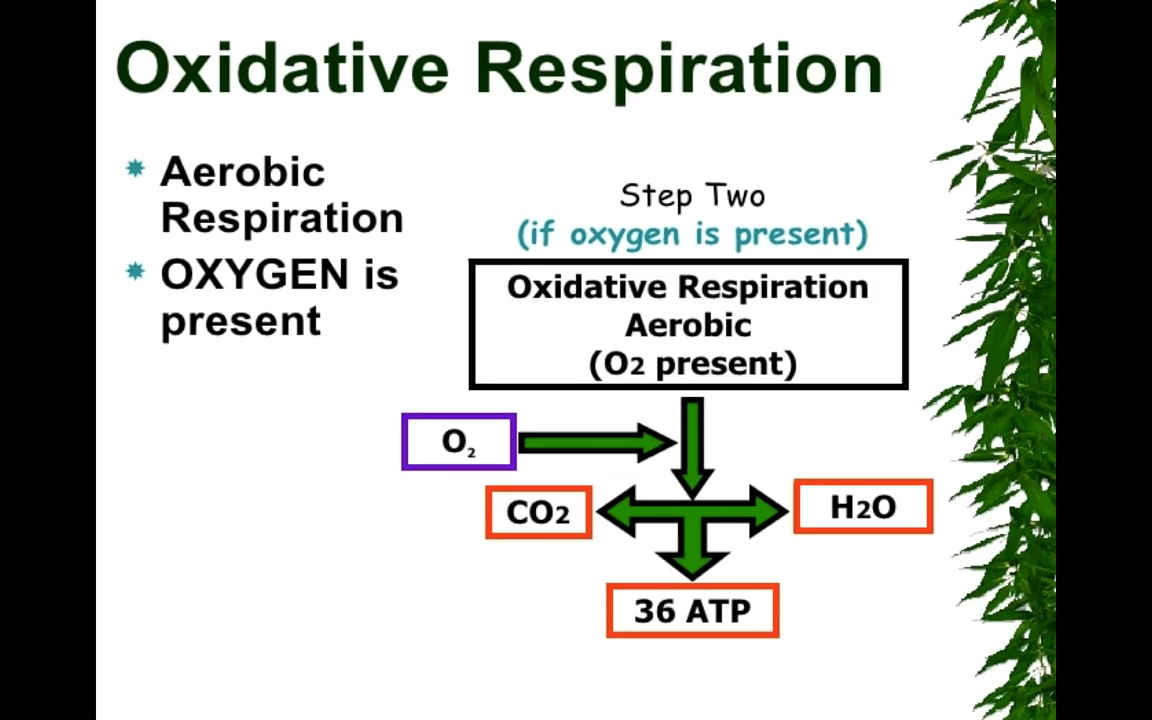 Oxidative Respiration
Aerobic
Respiration
OXYGEN is
present
Step Two
(if oxygen is present)
Oxidative Respiration
Aerobic
(O2 present)
O₂
CO2
H2O
36 ATP